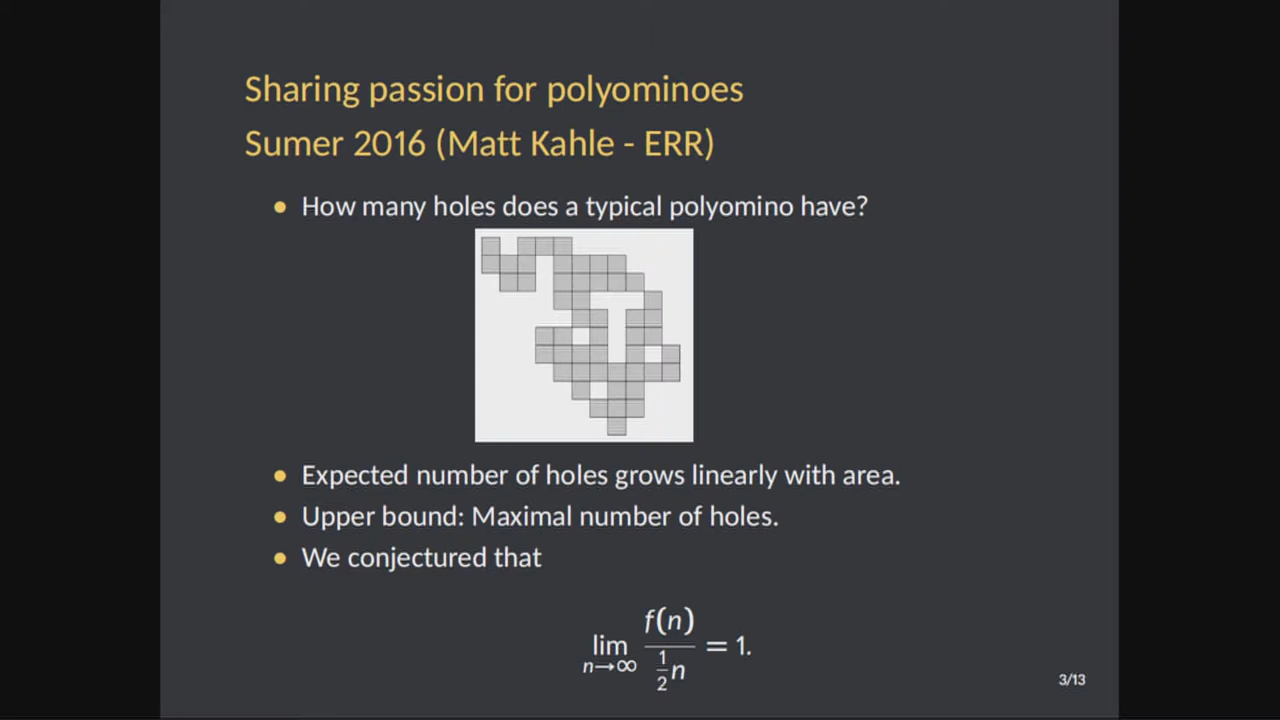 Sharing passion for polyominoes
Sumer 2016 (Matt Kahle - ERR)
• How many holes does a typical polyomino have?
• Expected number of holes grows linearly with area.
• Upper bound: Maximal number of holes.
• We conjectured that
lim n→∞ f(n) / ½n = 1.
3/13